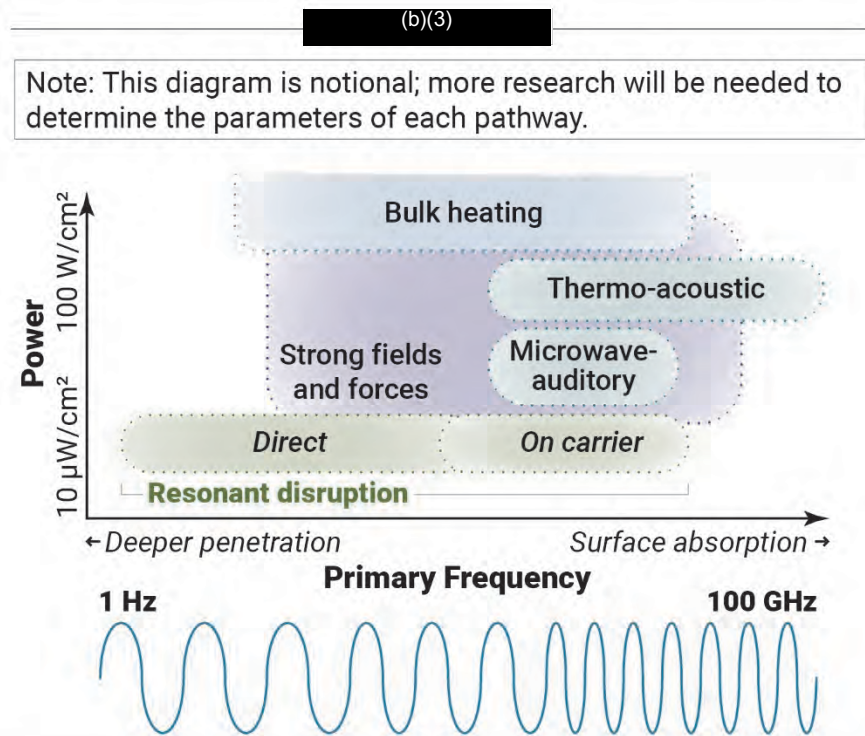 (b)(3)
Note: This diagram is notional; more research will be needed to
determine the parameters of each pathway.
Power
100 W/cm²
10 µW/cm²
Bulk heating
Thermo-acoustic
Strong fields
and forces
Microwave-
auditory
Direct
On carrier
Resonant disruption
←Deeper penetration
Surface absorption →
Primary Frequency
1 Hz
100 GHz